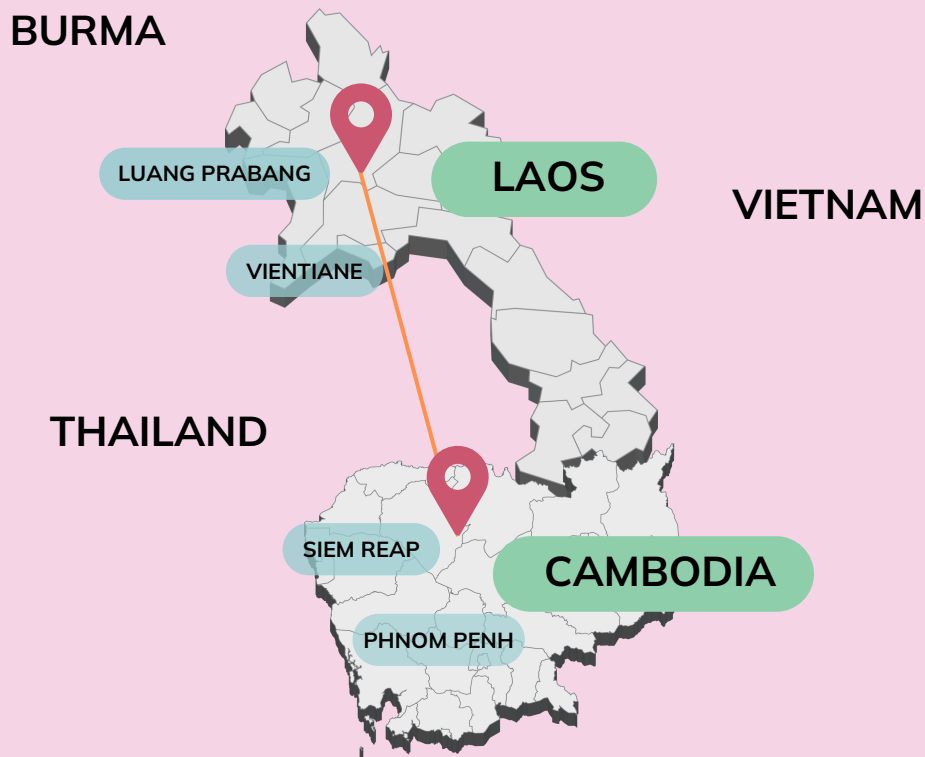 BURMA
LUANG PRABANG
LAOS
VIETNAM
VIENTIANE
THAILAND
SIEM REAP
CAMBODIA
PHNOM PENH